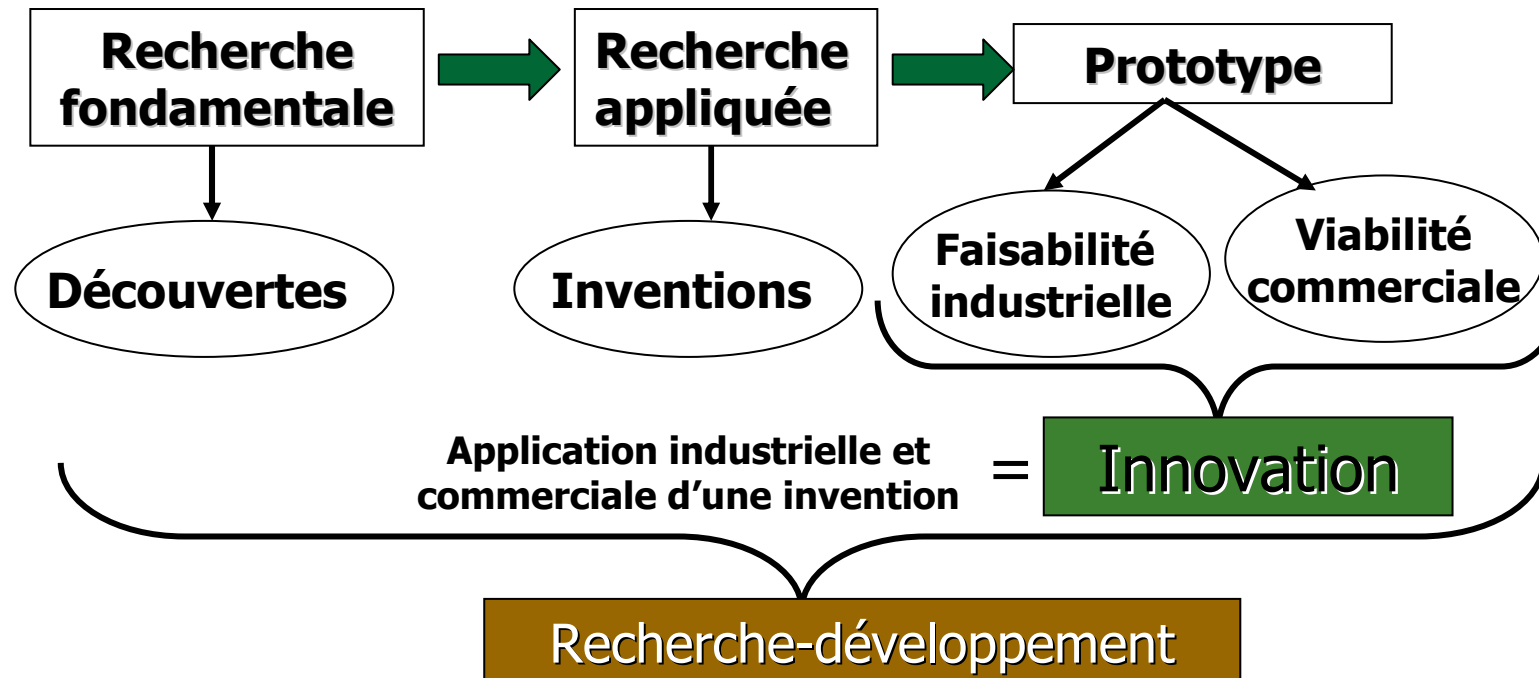 Recherche
fondamentale
Recherche
appliquée
Prototype
Découvertes
Inventions
Faisabilité
industrielle
Viabilité
commerciale
Application industrielle et
commerciale d’une invention
=
Innovation
Recherche-développement